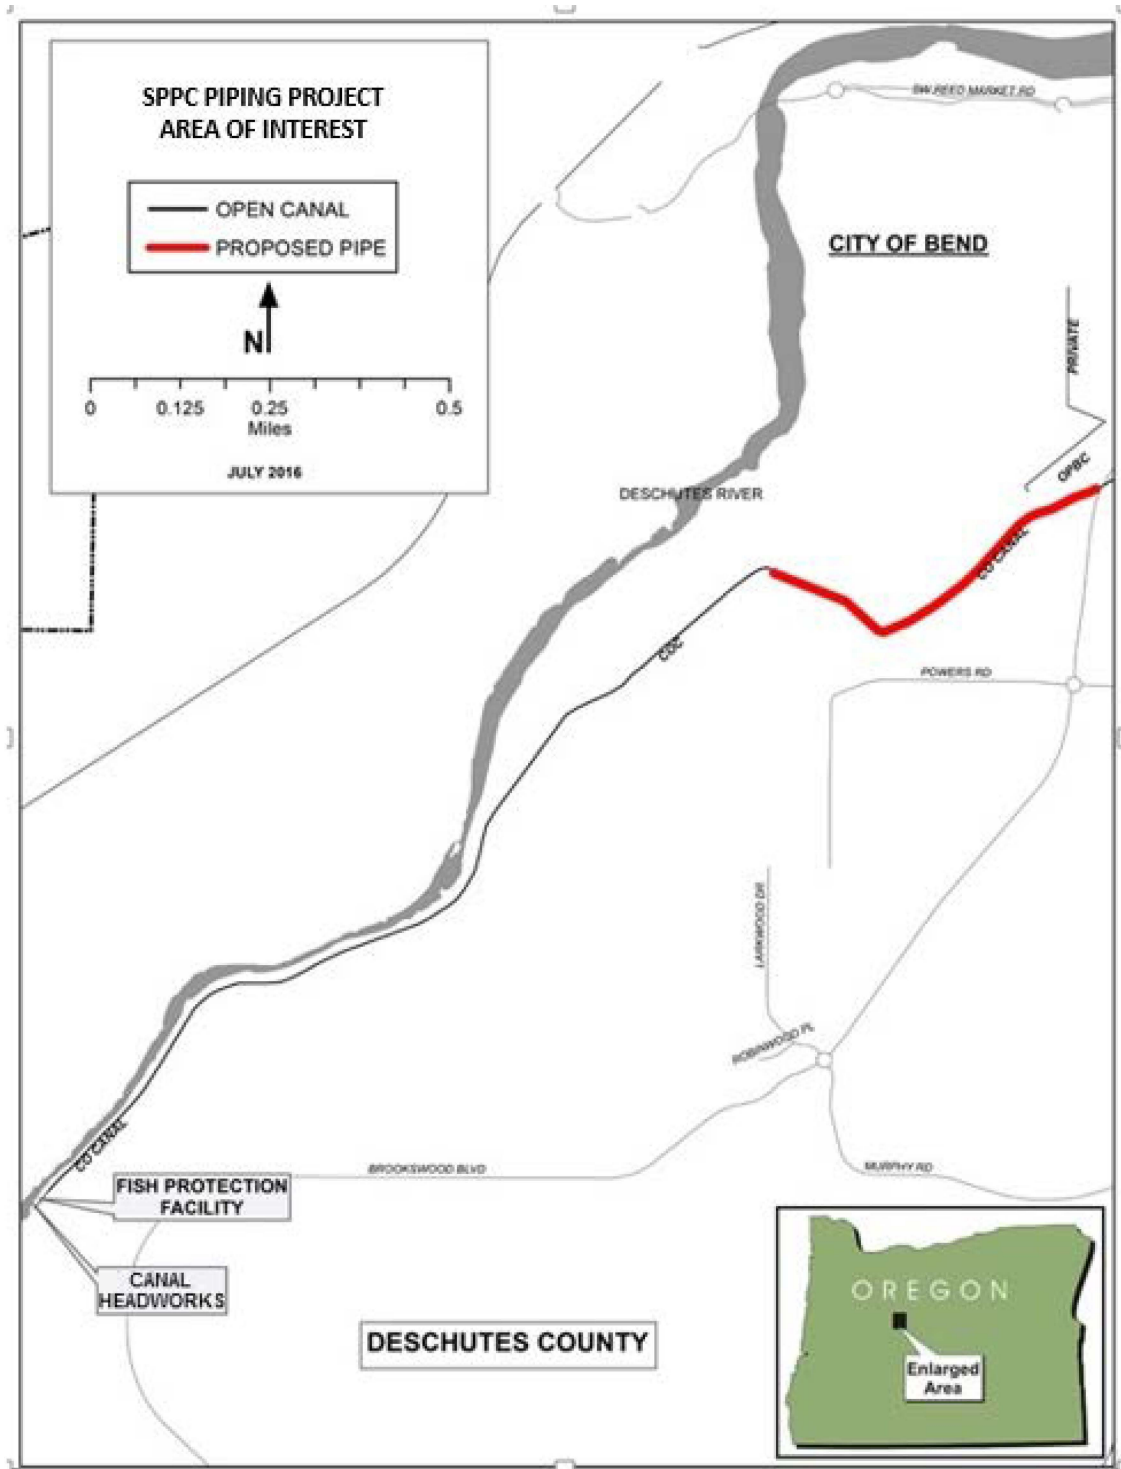 SPPC PIPING PROJECT
AREA OF INTEREST
OPEN CANAL
PROPOSED PIPE
N
0 0.125 0.25 0.5
Miles
JULY 2016
SW REED MARKET RD
CITY OF BEND
PRIVATE
OPBC
DESCHUTES RIVER
CO CANAL
COC
POWERS RD
LARKWOOD DR
ROBINWOOD PL
CO CANAL
BROOKSWOOD BLVD
MURPHY RD
FISH PROTECTION
FACILITY
CANAL
HEADWORKS
DESCHUTES COUNTY
OREGON
Enlarged
Area